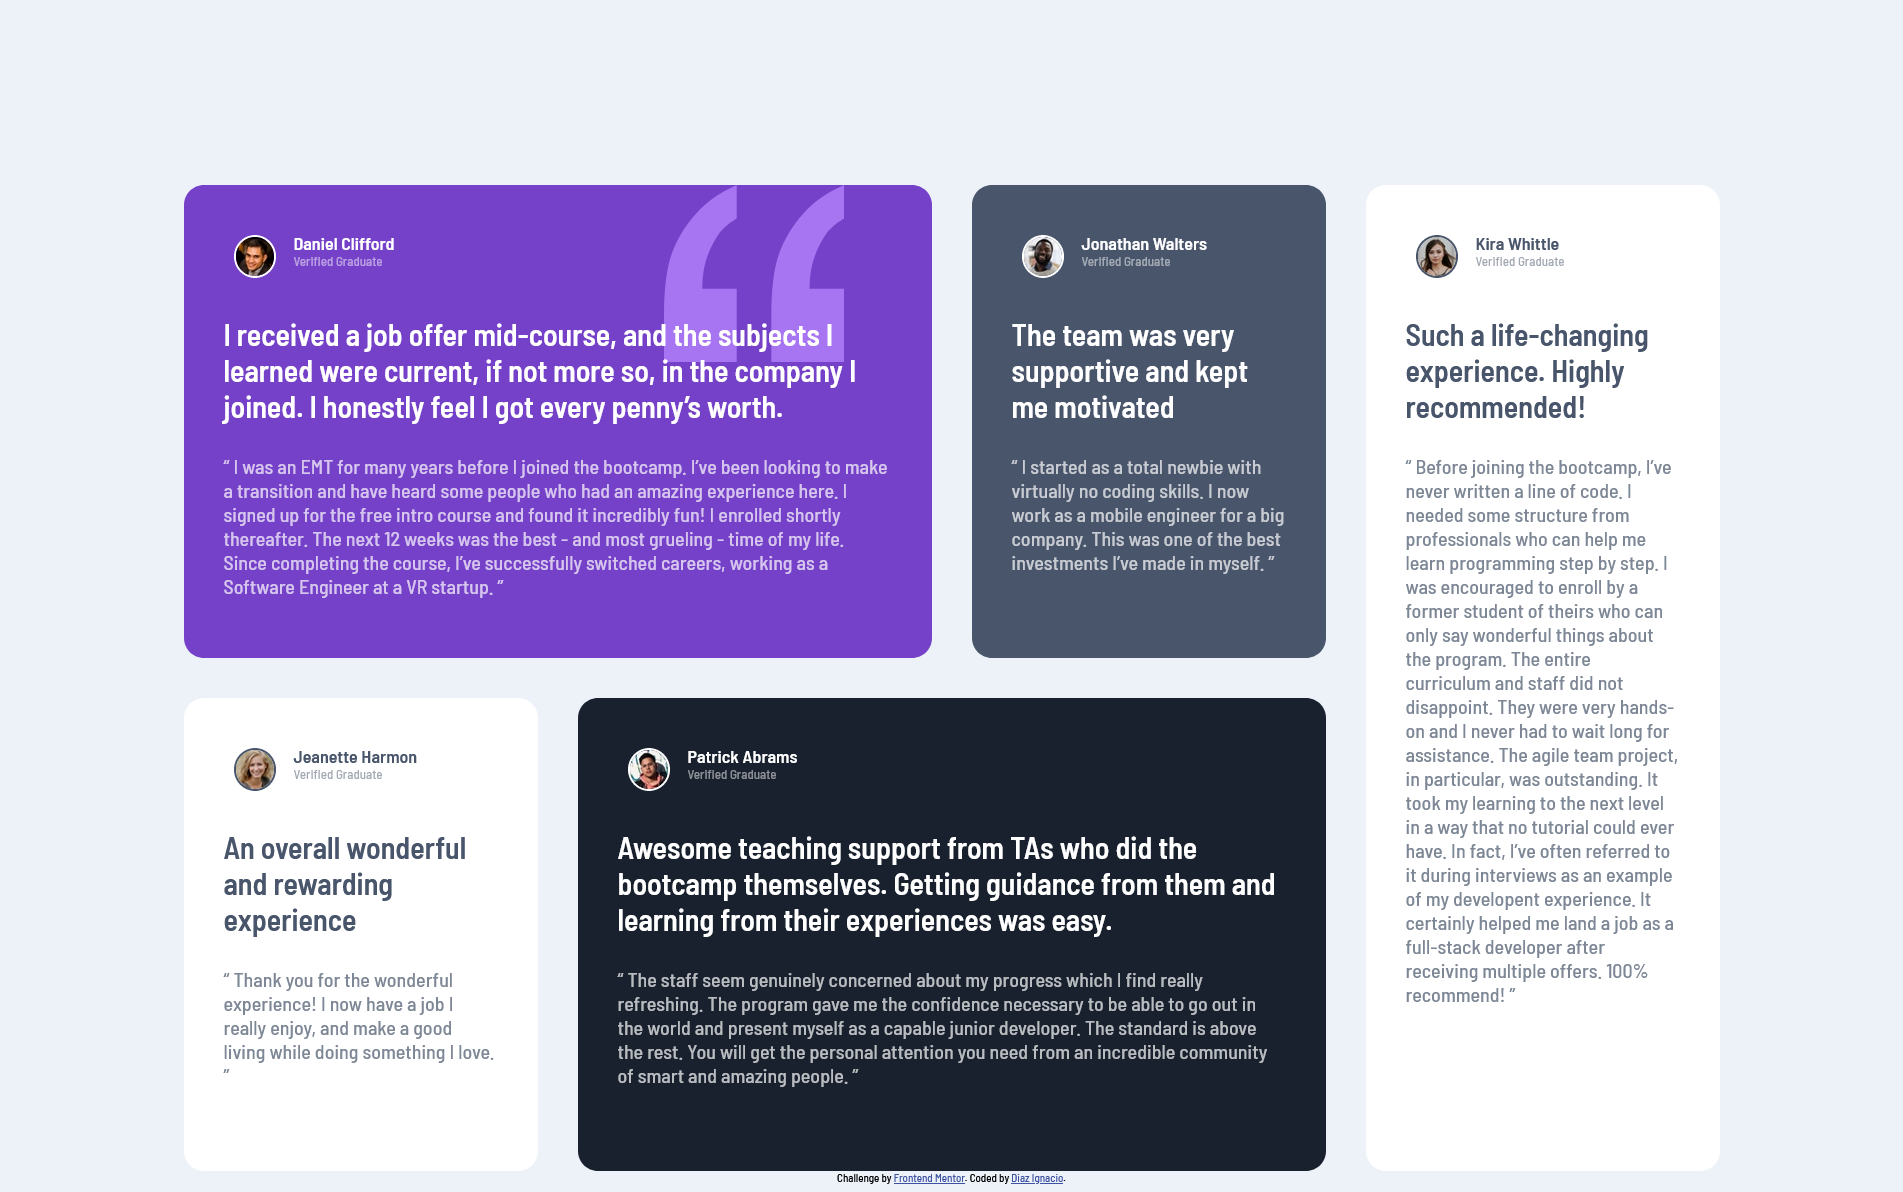 Daniel Clifford
Verified Graduate
I received a job offer mid-course, and the subjects I
learned were current, if not more so, in the company I
joined. I honestly feel I got every penny’s worth.
“ I was an EMT for many years before I joined the bootcamp. I’ve been looking to make
a transition and have heard some people who had an amazing experience here. I
signed up for the free intro course and found it incredibly fun! I enrolled shortly
thereafter. The next 12 weeks was the best - and most grueling - time of my life.
Since completing the course, I’ve successfully switched careers, working as a
Software Engineer at a VR startup. ”
Jonathan Walters
Verified Graduate
The team was very
supportive and kept
me motivated
“ I started as a total newbie with
virtually no coding skills. I now
work as a mobile engineer for a big
company. This was one of the best
investments I’ve made in myself. ”
Kira Whittle
Verified Graduate
Such a life-changing
experience. Highly
recommended!
“ Before joining the bootcamp, I’ve
never written a line of code. I
needed some structure from
professionals who can help me
learn programming step by step. I
was encouraged to enroll by a
former student of theirs who can
only say wonderful things about
the program. The entire
curriculum and staff did not
disappoint. They were very hands-
on and I never had to wait long for
assistance. The agile team project,
in particular, was outstanding. It
took my learning to the next level
in a way that no tutorial could ever
have. In fact, I’ve often referred to
it during interviews as an example
of my developent experience. It
certainly helped me land a job as a
full-stack developer after
receiving multiple offers. 100%
recommend! ”
Jeanette Harmon
Verified Graduate
An overall wonderful
and rewarding
experience
“ Thank you for the wonderful
experience! I now have a job I
really enjoy, and make a good
living while doing something I love.
”
Patrick Abrams
Verified Graduate
Awesome teaching support from TAs who did the
bootcamp themselves. Getting guidance from them and
learning from their experiences was easy.
“ The staff seem genuinely concerned about my progress which I find really
refreshing. The program gave me the confidence necessary to be able to go out in
the world and present myself as a capable junior developer. The standard is above
the rest. You will get the personal attention you need from an incredible community
of smart and amazing people. ”
Challenge by Frontend Mentor. Coded by Diaz Ignacio.